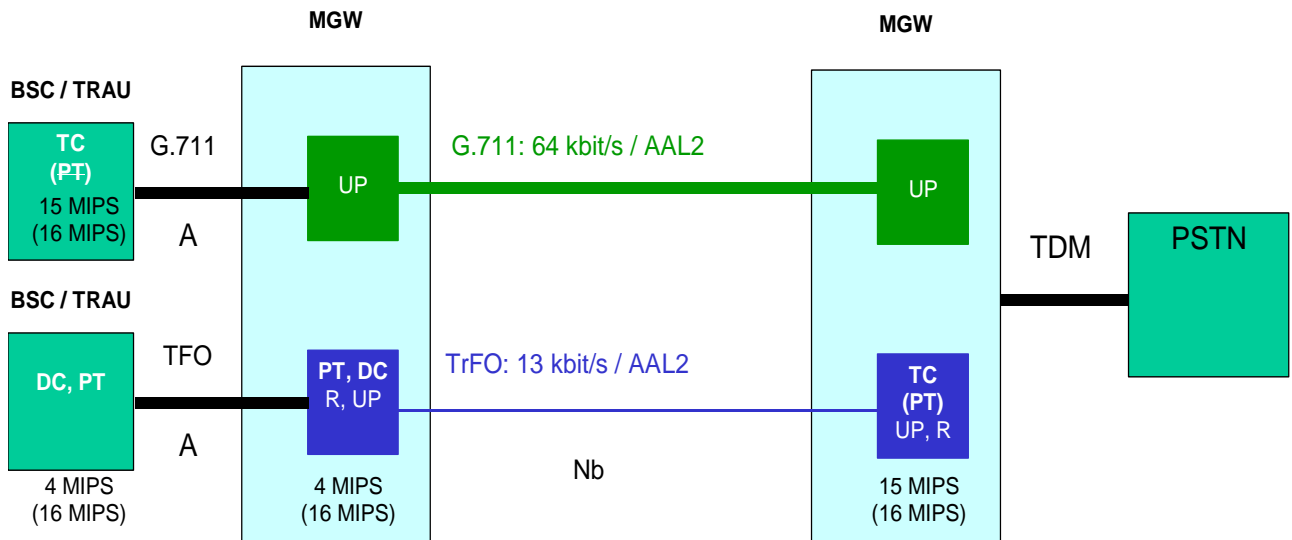 MGW
MGW
BSC / TRAU
TC
(PT)
15 MIPS
(16 MIPS)
G.711
A
UP
G.711: 64 kbit/s / AAL2
UP
TDM
PSTN
BSC / TRAU
DC, PT
4 MIPS
(16 MIPS)
TFO
A
PT, DC
R, UP
4 MIPS
(16 MIPS)
TrFO: 13 kbit/s / AAL2
Nb
TC
(PT)
UP, R
15 MIPS
(16 MIPS)